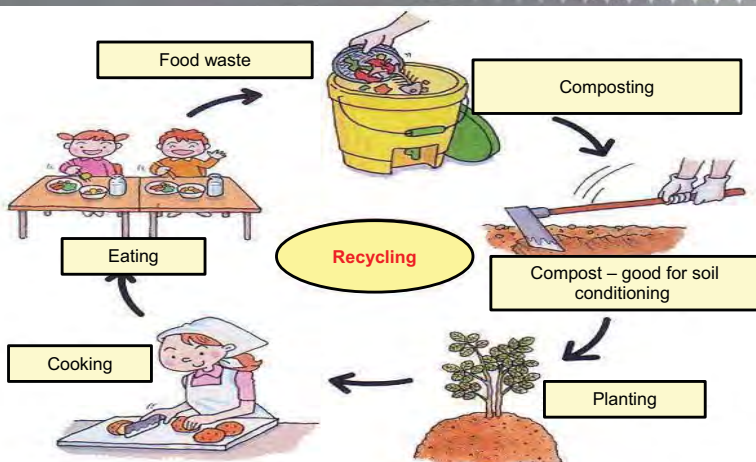 Food waste
Composting
Eating
Recycling
Compost – good for soil
conditioning
Cooking
Planting